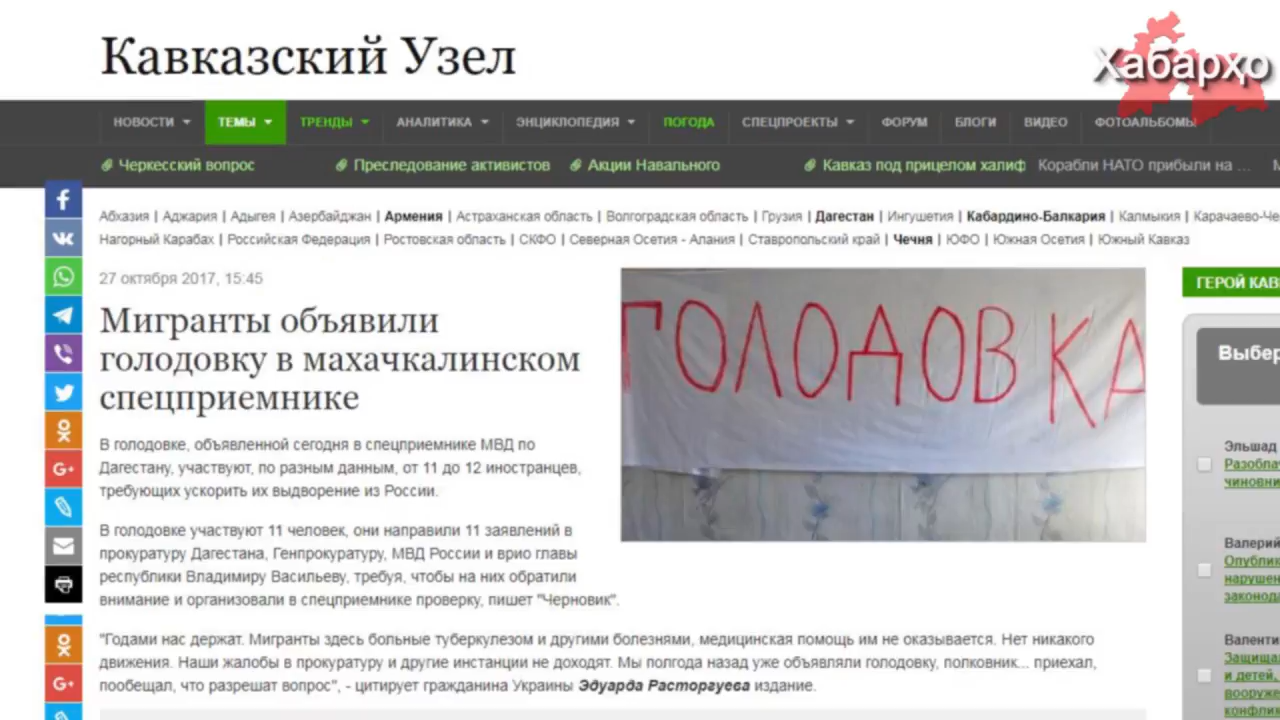 Кавказский Узел
Хабарҳо
НОВОСТИ ТЕМЫ ТРЕНДЫ АНАЛИТИКА ЭНЦИКЛОПЕДИЯ ПОГОДА СПЕЦПРОЕКТЫ ФОРУМ БЛОГИ ВИДЕО ФОТОАЛЬБОМЫ
Черкесский вопрос Преследование активистов Акции Навального Кавказ под прицелом халиф Корабли НАТО прибыли на ...
Абхазия | Аджария | Адыгея | Азербайджан | Армения | Астраханская область | Волгоградская область | Грузия | Дагестан | Ингушетия | Кабардино-Балкария | Калмыкия | Карачаево-Че
Нагорный Карабах | Российская Федерация | Ростовская область | СКФО | Северная Осетия - Алания | Ставропольский край | Чечня | ЮФО | Южная Осетия | Южный Кавказ
27 октября 2017, 15:45
Мигранты объявили
голодовку в махачкалинском
спецприемнике
В голодовке, объявленной сегодня в спецприемнике МВД по
Дагестану, участвуют, по разным данным, от 11 до 12 иностранцев,
требующих ускорить их выдворение из России.
В голодовке участвуют 11 человек, они направили 11 заявлений в
прокуратуру Дагестана, Генпрокуратуру, МВД России и врио главы
республики Владимиру Васильеву, требуя, чтобы на них обратили
внимание и организовали в спецприемнике проверку, пишет "Черновик".
"Годами нас держат. Мигранты здесь больные туберкулезом и другими болезнями, медицинская помощь им не оказывается. Нет никакого
движения. Наши жалобы в прокуратуру и другие инстанции не доходят. Мы полгода назад уже объявляли голодовку, полковник... приехал,
пообещал, что разрешат вопрос", - цитирует гражданина Украины Эдуарда Расторгуева издание.
ГОЛОДОВКА
ГЕРОЙ КАВ
Выбер
Эльшад
Разобла
чиновни
Валерий
Опублик
нарушен
законода
Валенти
Защища
и детей,
вооруже
конфлик